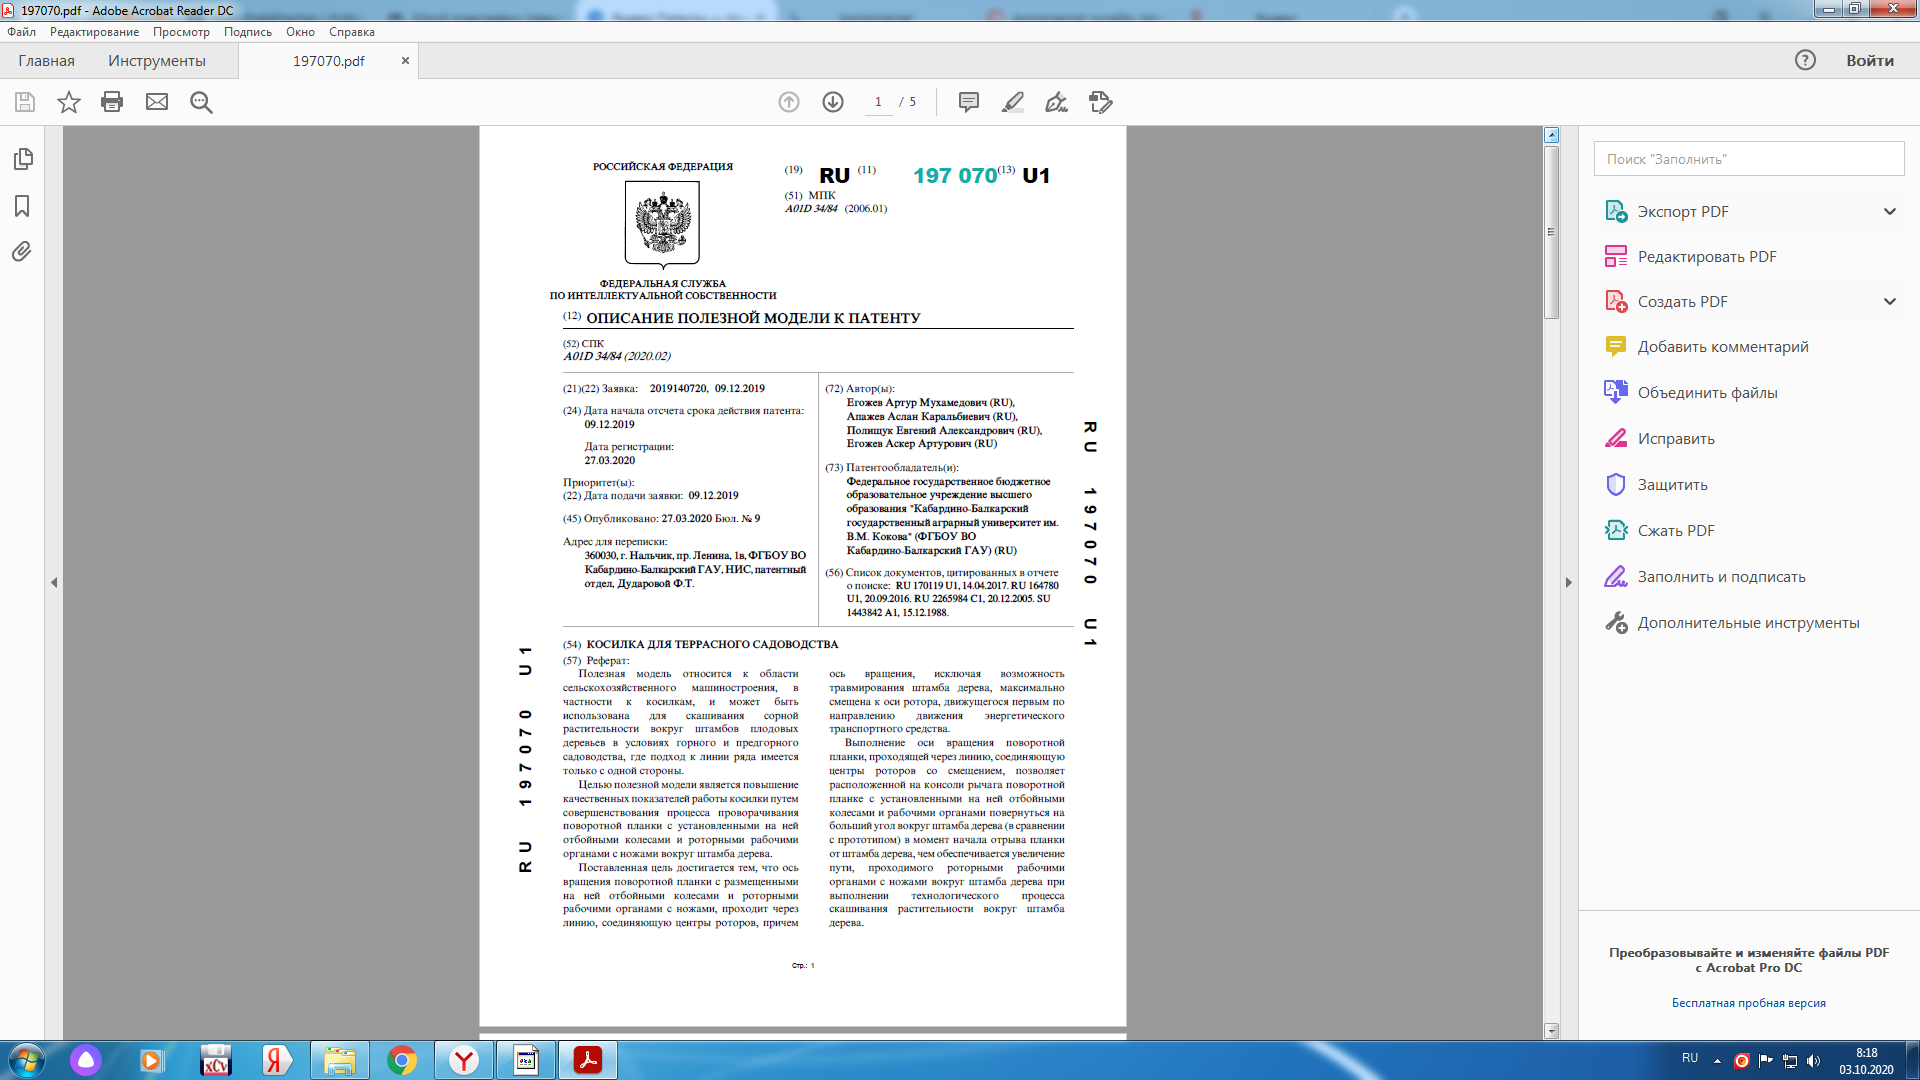 197070.pdf - Adobe Acrobat Reader DC
Файл Редактирование Просмотр Подпись Окно Справка
Главная Инструменты 197070.pdf × Войти
1 / 5
РОССИЙСКАЯ ФЕДЕРАЦИЯ
ФЕДЕРАЛЬНАЯ СЛУЖБА
ПО ИНТЕЛЛЕКТУАЛЬНОЙ СОБСТВЕННОСТИ
(19) RU (11) 197 070 (13) U1
(51) МПК
A01D 34/84 (2006.01)
(12) ОПИСАНИЕ ПОЛЕЗНОЙ МОДЕЛИ К ПАТЕНТУ
(52) СПК
A01D 34/84 (2020.02)
(21)(22) Заявка: 2019140720, 09.12.2019
(24) Дата начала отсчета срока действия патента:
09.12.2019
Дата регистрации:
27.03.2020
Приоритет(ы):
(22) Дата подачи заявки: 09.12.2019
(45) Опубликовано: 27.03.2020 Бюл. № 9
Адрес для переписки:
360030, г. Нальчик, пр. Ленина, 1в, ФГБОУ ВО
Кабардино-Балкарский ГАУ, НИС, патентный
отдел, Дударовой Ф.Т.
(72) Автор(ы):
Егожев Артур Мухамедович (RU),
Апажев Аслан Каральбиевич (RU),
Полищук Евгений Александрович (RU),
Егожев Аскер Артурович (RU)
(73) Патентообладатель(и):
Федеральное государственное бюджетное
образовательное учреждение высшего
образования "Кабардино-Балкарский
государственный аграрный университет им.
В.М. Кокова" (ФГБОУ ВО
Кабардино-Балкарский ГАУ) (RU)
(56) Список документов, цитированных в отчете
о поиске: RU 170119 U1, 14.04.2017. RU 164780
U1, 20.09.2016. RU 2265984 C1, 20.12.2005. SU
1443842 A1, 15.12.1988.
RU 197070 U1
(54) КОСИЛКА ДЛЯ ТЕРРАСНОГО САДОВОДСТВА
(57) Реферат:
Полезная модель относится к области
сельскохозяйственного машиностроения, в
частности к косилкам, и может быть
использована для скашивания сорной
растительности вокруг штамбов плодовых
деревьев в условиях горного и предгорного
садоводства, где подход к линии ряда имеется
только с одной стороны.
Целью полезной модели является повышение
качественных показателей работы косилки путем
совершенствования процесса проворачивания
поворотной планки с установленными на ней
отбойными колесами и роторными рабочими
органами с ножами вокруг штамба дерева.
Поставленная цель достигается тем, что ось
вращения поворотной планки с размещенными
на ней отбойными колесами и роторными
рабочими органами с ножами, проходит через
линию, соединяющую центры роторов, причем
ось вращения, исключая возможность
травмирования штамба дерева, максимально
смещена к оси ротора, движущегося первым по
направлению движения энергетического
транспортного средства.
Выполнение оси вращения поворотной
планки, проходящей через линию, соединяющую
центры роторов со смещением, позволяет
расположенной на консоли рычага поворотной
планке с установленными на ней отбойными
колесами и рабочими органами повернуться на
больший угол вокруг штамба дерева (в сравнении
с прототипом) в момент начала отрыва планки
от штамба дерева, чем обеспечивается увеличение
пути, проходимого роторными рабочими
органами с ножами вокруг штамба дерева при
выполнении технологического процесса
скашивания растительности вокруг штамба
дерева.
RU 197070 U1
Стр.: 1
Поиск "Заполнить"
Экспорт PDF
Редактировать PDF
Создать PDF
Добавить комментарий
Объединить файлы
Исправить
Защитить
Сжать PDF
Заполнить и подписать
Дополнительные инструменты
Преобразовывайте и изменяйте файлы PDF
с Acrobat Pro DC
Бесплатная пробная версия
RU
8:18
03.10.2020